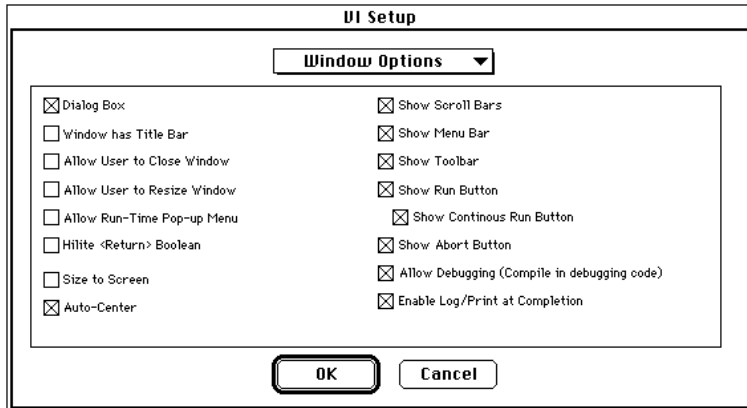 VI Setup
Window Options
Dialog Box
Window has Title Bar
Allow User to Close Window
Allow User to Resize Window
Allow Run-Time Pop-up Menu
Hilite <Return> Boolean
Size to Screen
Auto-Center
Show Scroll Bars
Show Menu Bar
Show Toolbar
Show Run Button
Show Continous Run Button
Show Abort Button
Allow Debugging (Compile in debugging code)
Enable Log/Print at Completion
OK
Cancel